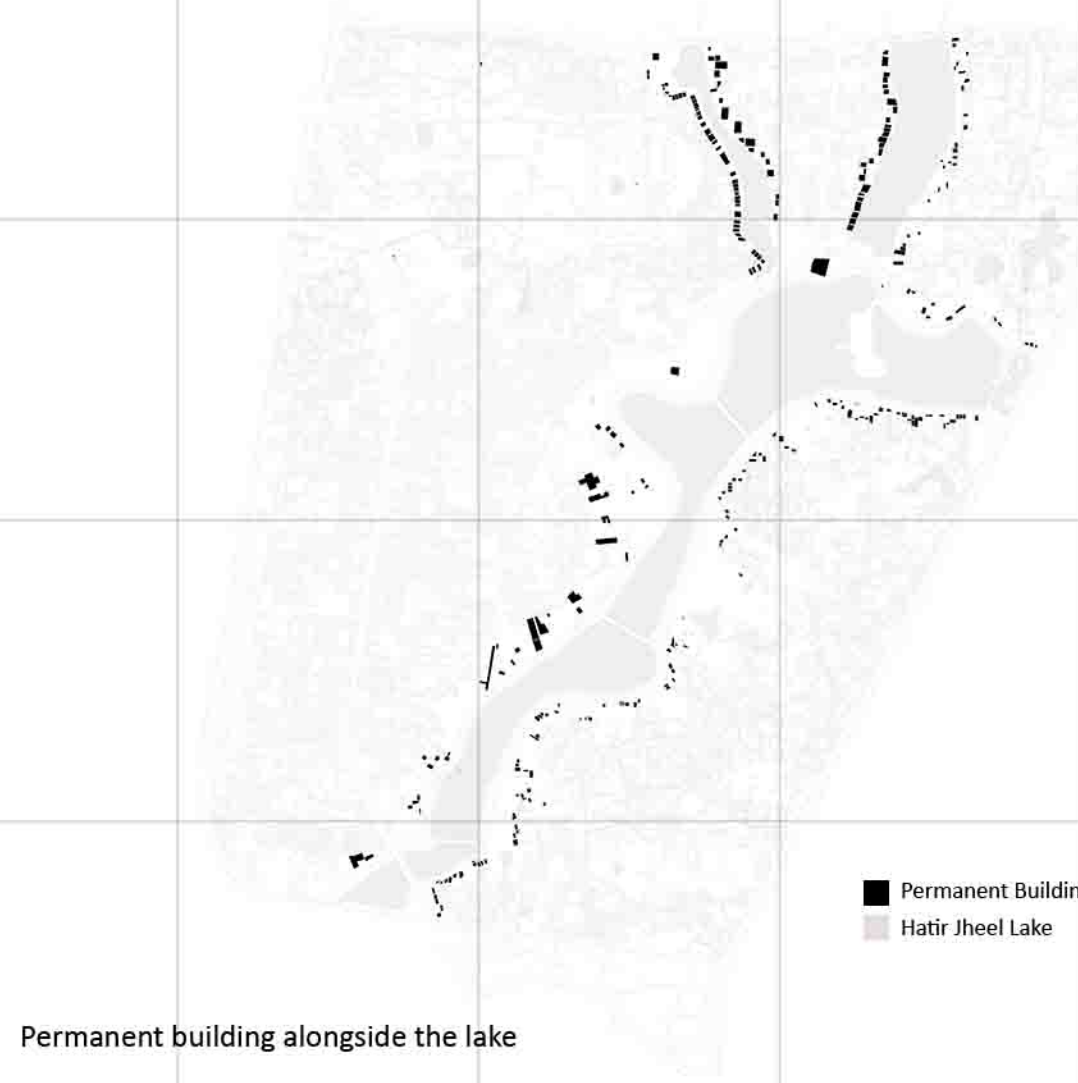 Permanent Buildin
Hatir Jheel Lake
Permanent building alongside the lake